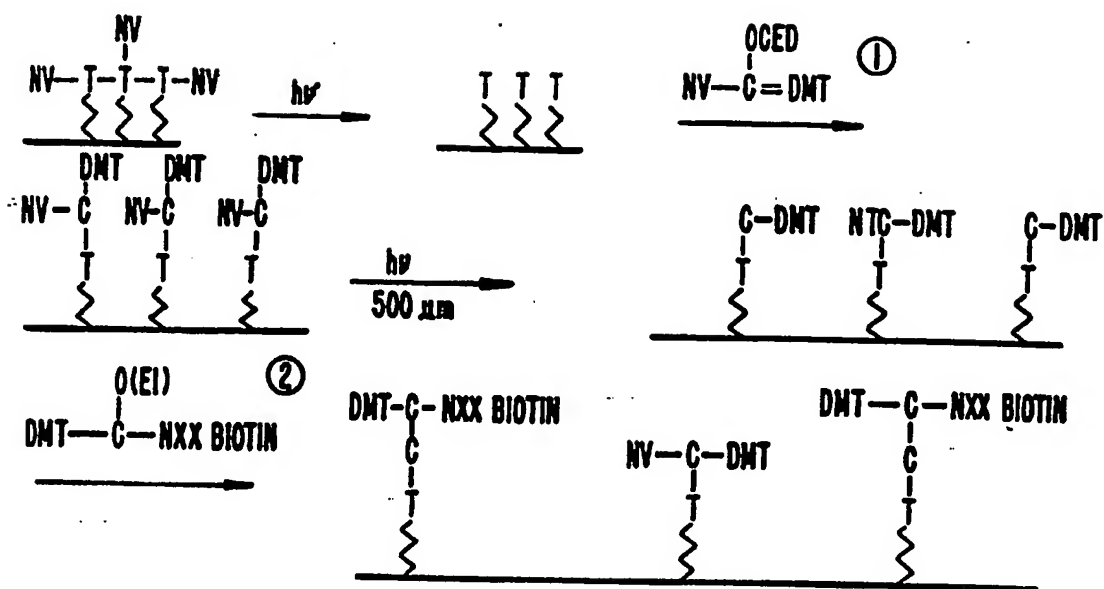 NV
NV-T-T-T-NV
hν
T T T
OCED
NV-C=DMT
①
DMT DMT DMT
NV-C NV-C NV-C
T T T
hν
500 μm
C-DMT NTC-DMT C-DMT
T T T
②
O(EI)
DMT-C-NXX BIOTIN
DMT-C-NXX BIOTIN
C
T
NV-C-DMT
T
DMT-C-NXX BIOTIN
C
T